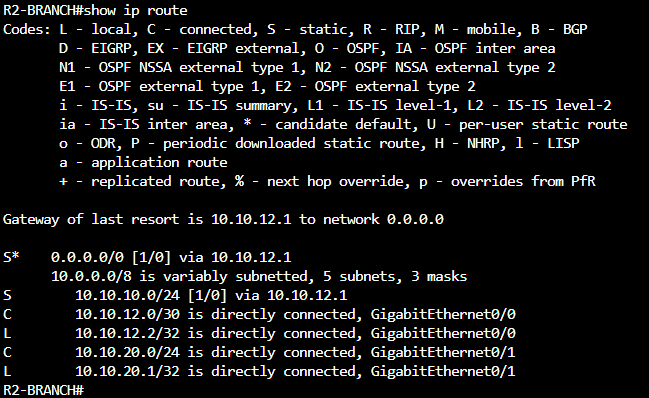 R2-BRANCH#show ip route
Codes: L - local, C - connected, S - static, R - RIP, M - mobile, B - BGP
       D - EIGRP, EX - EIGRP external, O - OSPF, IA - OSPF inter area
       N1 - OSPF NSSA external type 1, N2 - OSPF NSSA external type 2
       E1 - OSPF external type 1, E2 - OSPF external type 2
       i - IS-IS, su - IS-IS summary, L1 - IS-IS level-1, L2 - IS-IS level-2
       ia - IS-IS inter area, * - candidate default, U - per-user static route
       o - ODR, P - periodic downloaded static route, H - NHRP, l - LISP
       a - application route
       + - replicated route, % - next hop override, p - overrides from PfR

Gateway of last resort is 10.10.12.1 to network 0.0.0.0

S*    0.0.0.0/0 [1/0] via 10.10.12.1
      10.0.0.0/8 is variably subnetted, 5 subnets, 3 masks
S        10.10.10.0/24 [1/0] via 10.10.12.1
C        10.10.12.0/30 is directly connected, GigabitEthernet0/0
L        10.10.12.2/32 is directly connected, GigabitEthernet0/0
C        10.10.20.0/24 is directly connected, GigabitEthernet0/1
L        10.10.20.1/32 is directly connected, GigabitEthernet0/1
R2-BRANCH#